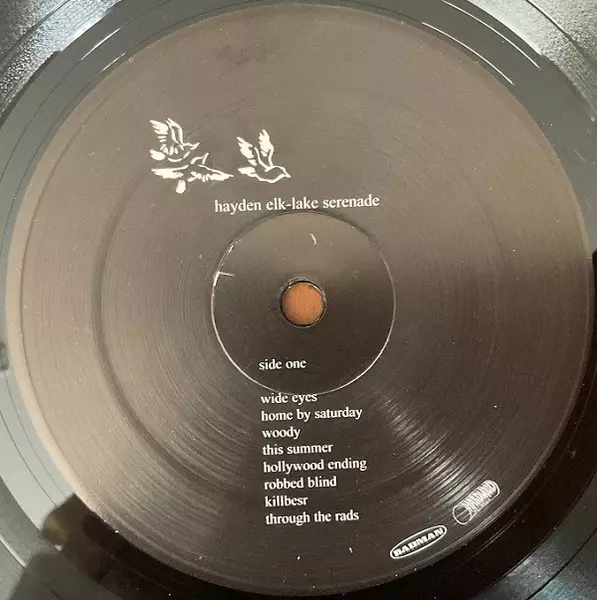 hayden elk-lake serenade
side one
wide eyes
home by saturday
woody
this summer
hollywood ending
robbed blind
killbear
through the rads
BADMAN